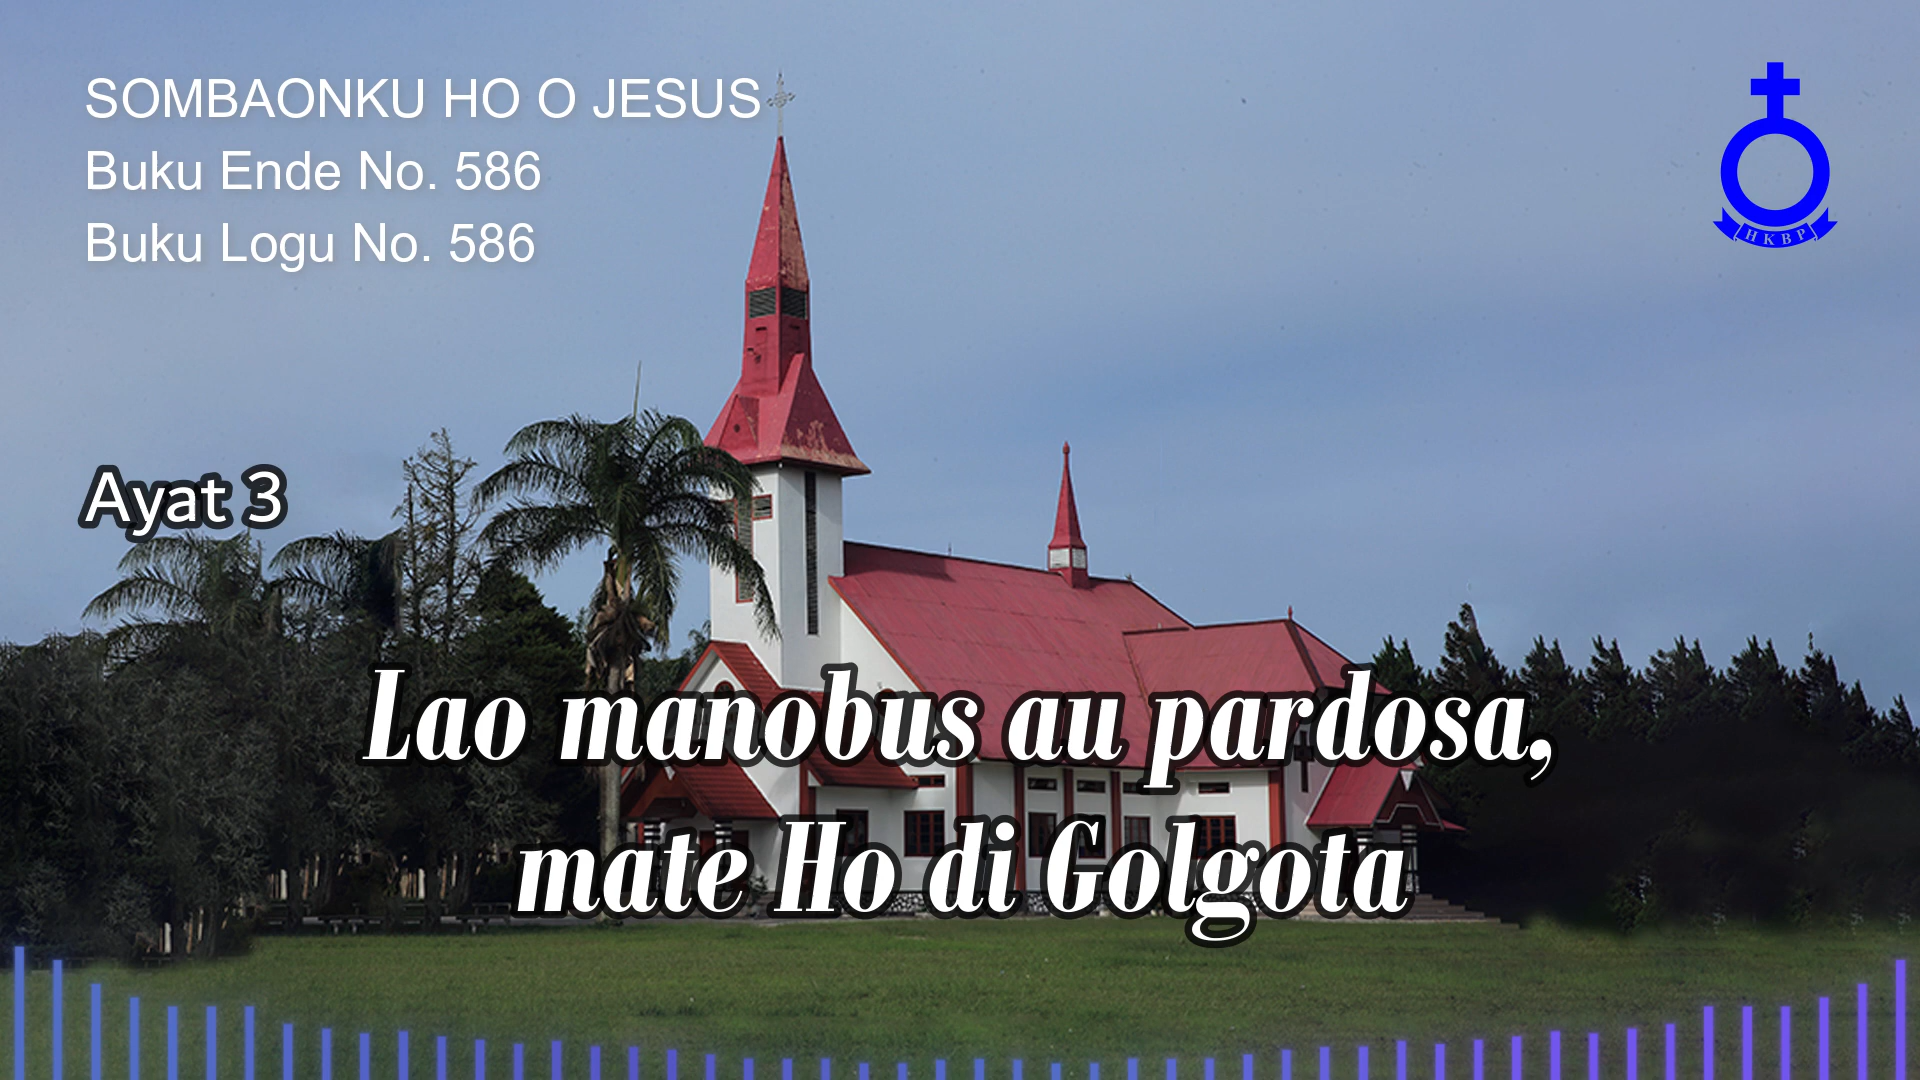 SOMBAONKU HO O JESUS
Buku Ende No. 586
Buku Logu No. 586
HKBP
Ayat 3
Lao manobus au pardosa,
mate Ho di Golgota